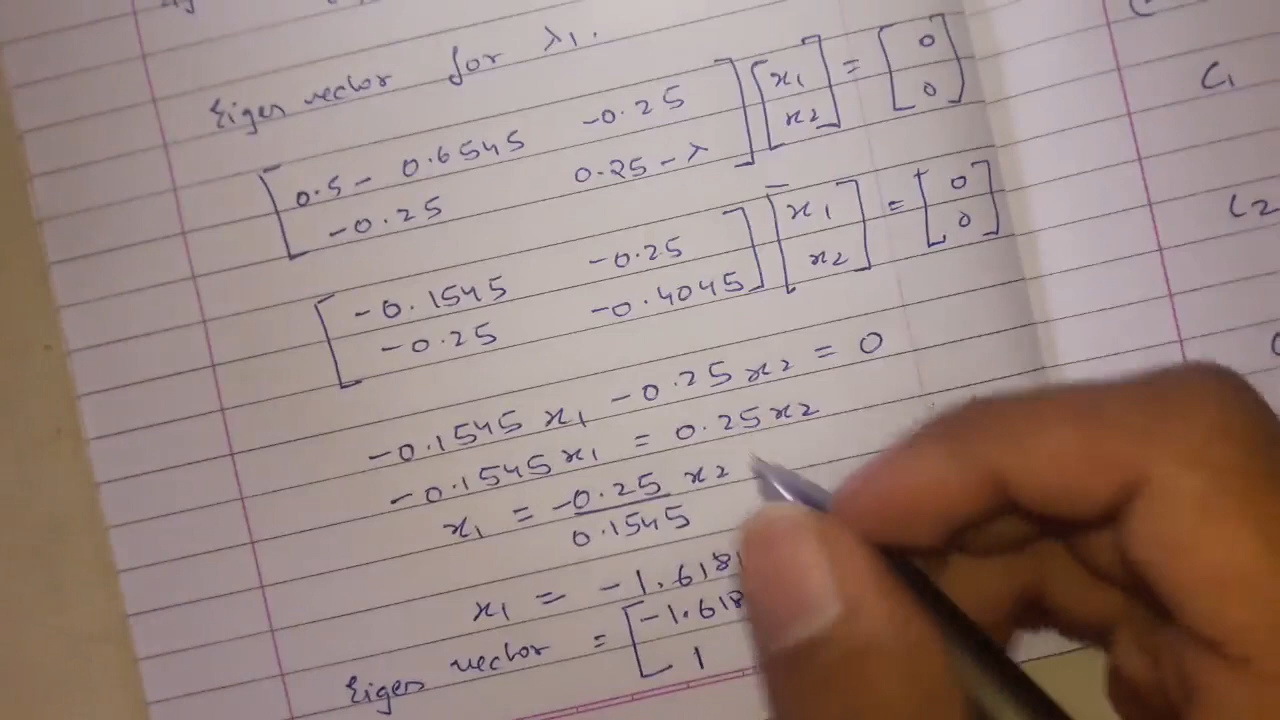 Eigen vector for λ1.
[0.5 - 0.6545 -0.25] [x1] = [0]
[-0.25 0.25 - λ] [x2] [0]
[-0.1545 -0.25] [x1] = [0]
[-0.25 -0.4045] [x2] [0]
-0.1545 x1 - 0.25 x2 = 0
-0.1545 x1 = 0.25 x2
x1 = -0.25 x2
0.1545
x1 = -1.618
Eigen vector = [-1.618
1
C1
C2